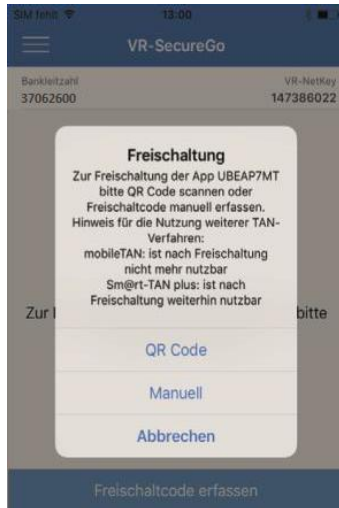 SIM fehlt
13:00
VR-SecureGo
Bankleitzahl VR-NetKey
37062600 147386022
Freischaltung
Zur Freischaltung der App UBEAP7MT
bitte QR Code scannen oder
Freischaltcode manuell erfassen.
Hinweis für die Nutzung weiterer TAN-
Verfahren:
mobileTAN: ist nach Freischaltung
nicht mehr nutzbar
Sm@rt-TAN plus: ist nach
Freischaltung weiterhin nutzbar
Zur bitte
QR Code
Manuell
Abbrechen
Freischaltcode erfassen